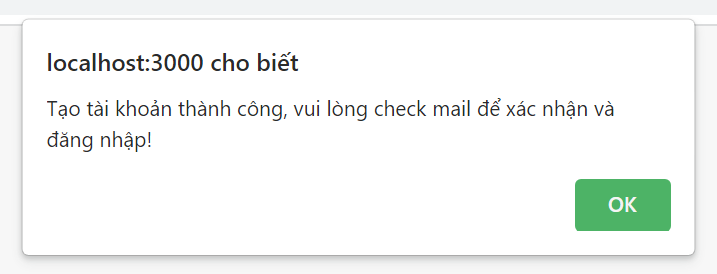 localhost:3000 cho biết
Tạo tài khoản thành công, vui lòng check mail để xác nhận và
đăng nhập!
OK